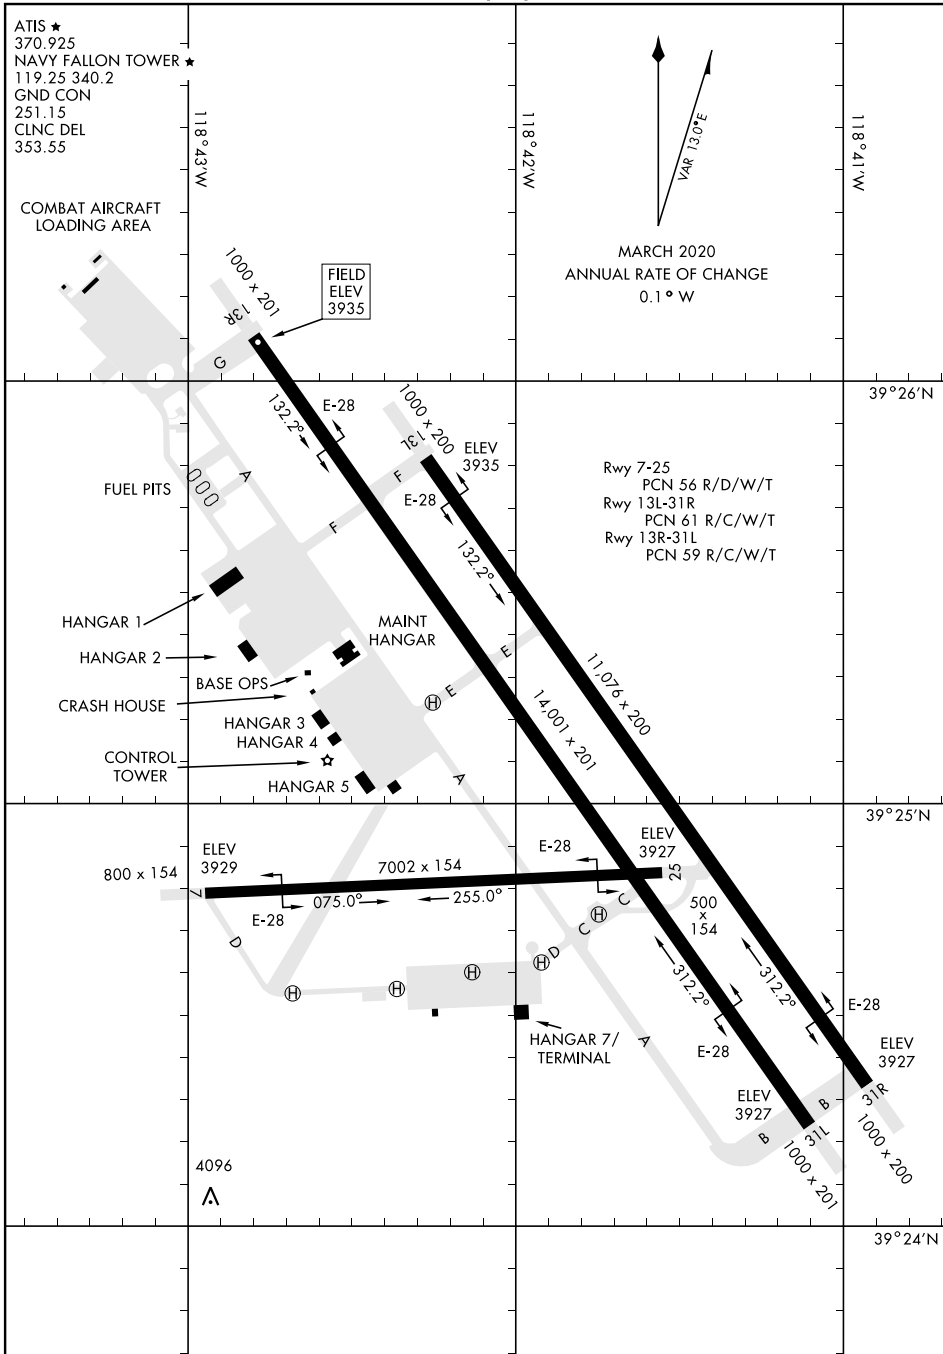 ATIS ★
370.925
NAVY FALLON TOWER ★
119.25 340.2
GND CON
251.15
CLNC DEL
353.55
118°43'W
118°42'W
118°41'W
VAR 13.0°E
MARCH 2020
ANNUAL RATE OF CHANGE
0.1° W
COMBAT AIRCRAFT
LOADING AREA
1000 x 201
13R
FIELD
ELEV
3935
G
39°26'N
132.2°
E-28
1000 x 200
13L
ELEV
3935
A
F
F
E-28
FUEL PITS
132.2°
Rwy 7-25
PCN 56 R/D/W/T
Rwy 13L-31R
PCN 61 R/C/W/T
Rwy 13R-31L
PCN 59 R/C/W/T
HANGAR 1
MAINT
HANGAR
HANGAR 2
BASE OPS
CRASH HOUSE
E
E
H
11,076 x 200
14,001 x 201
HANGAR 3
HANGAR 4
CONTROL
TOWER
HANGAR 5
A
39°25'N
800 x 154
ELEV
3929
7
7002 x 154
E-28
ELEV
3927
25
E-28
075.0°
255.0°
500
x
154
D
C
C
D
H
H
H
H
H
312.2°
312.2°
HANGAR 7/
TERMINAL
A
E-28
E-28
ELEV
3927
ELEV
3927
B
B
31L
31R
1000 x 201
1000 x 200
4096
39°24'N